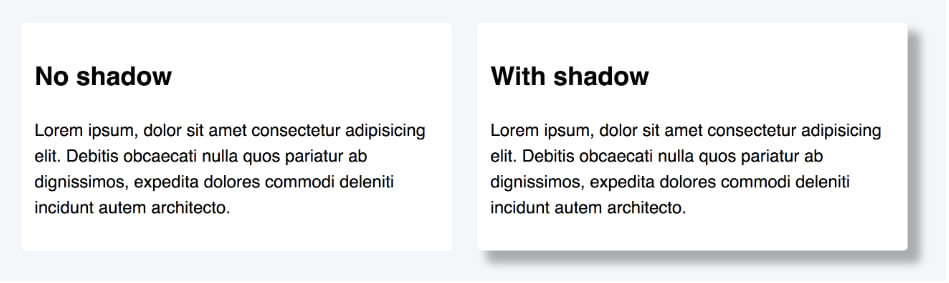 No shadow
Lorem ipsum, dolor sit amet consectetur adipisicing
elit. Debitis obcaecati nulla quos pariatur ab
dignissimos, expedita dolores commodi deleniti
incidunt autem architecto.
With shadow
Lorem ipsum, dolor sit amet consectetur adipisicing
elit. Debitis obcaecati nulla quos pariatur ab
dignissimos, expedita dolores commodi deleniti
incidunt autem architecto.